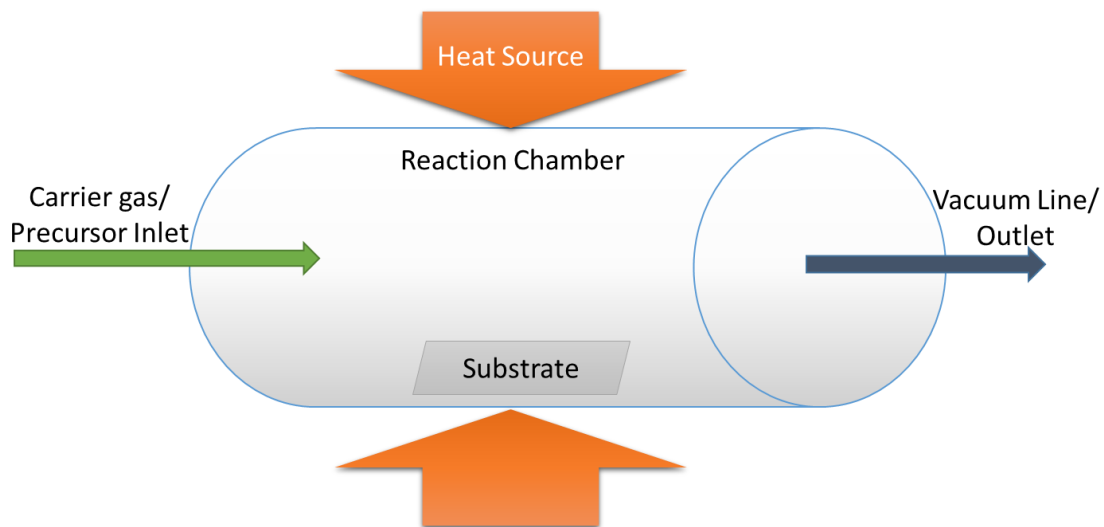 Heat Source
Reaction Chamber
Carrier gas/
Precursor Inlet
Vacuum Line/
Outlet
Substrate